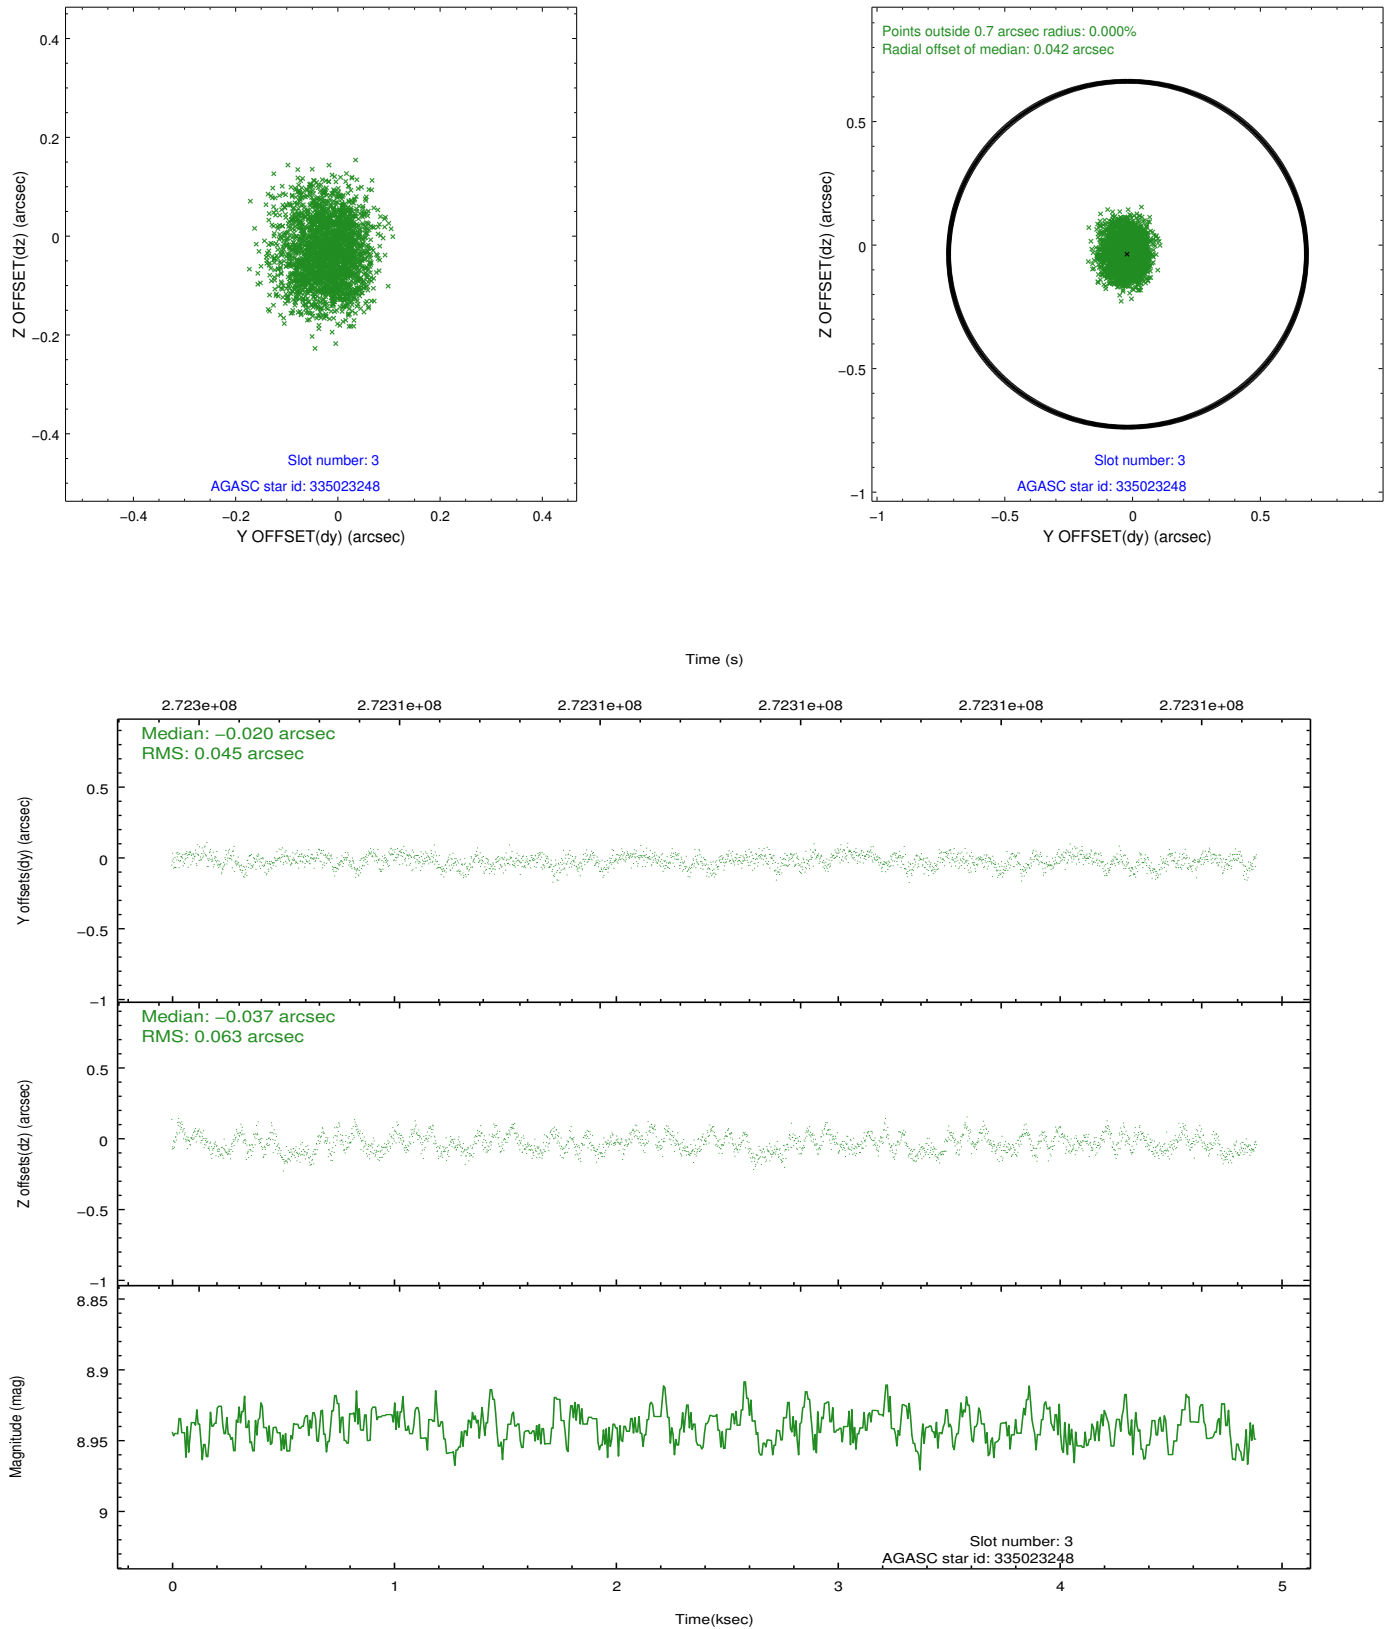 0.4
0.2
0
−0.2
−0.4
Z OFFSET(dz) (arcsec)
Slot number: 3
AGASC star id: 335023248
−0.4 −0.2 0 0.2 0.4
Y OFFSET(dy) (arcsec)
Points outside 0.7 arcsec radius: 0.000%
Radial offset of median: 0.042 arcsec
0.5
0
−0.5
−1
Z OFFSET(dz) (arcsec)
Slot number: 3
AGASC star id: 335023248
−1 −0.5 0 0.5
Y OFFSET(dy) (arcsec)
Time (s)
2.723e+08 2.7231e+08 2.7231e+08 2.7231e+08 2.7231e+08 2.7231e+08
Median: −0.020 arcsec
RMS: 0.045 arcsec
0.5
0
−0.5
−1
Y offsets(dy) (arcsec)
Median: −0.037 arcsec
RMS: 0.063 arcsec
0.5
0
−0.5
−1
Z offsets(dz) (arcsec)
8.85
8.9
8.95
9
Magnitude (mag)
Slot number: 3
AGASC star id: 335023248
0 1 2 3 4 5
Time(ksec)